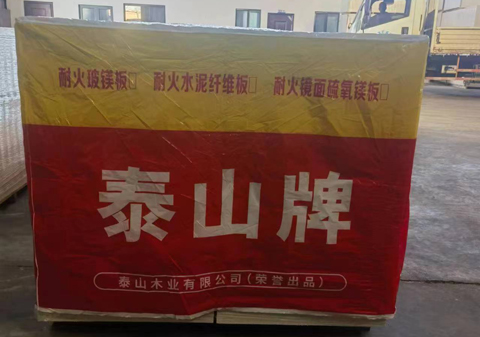 耐火玻镁板□ 耐火水泥纤维板□ 耐火镜面硫氧镁板□
泰山牌
泰山木业有限公司(荣誉出品)